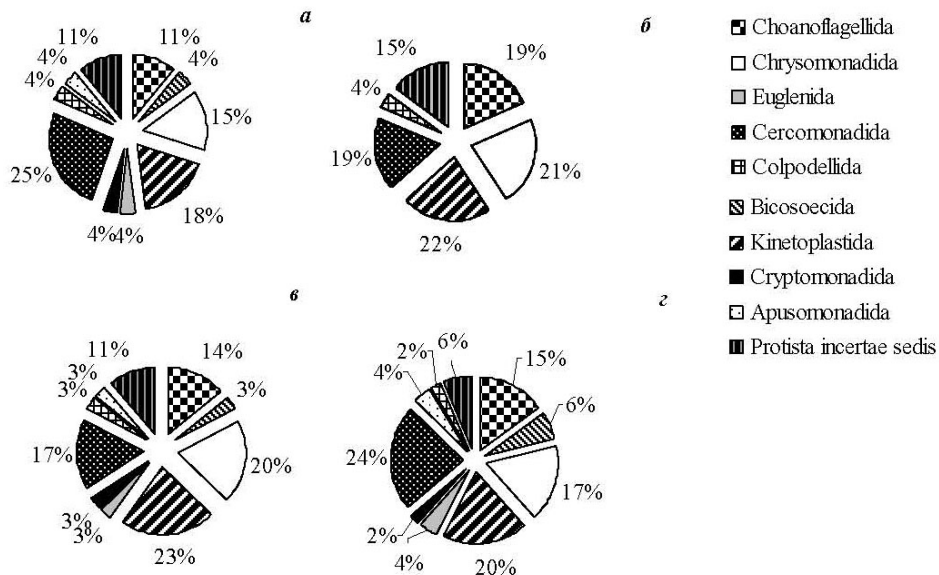 а
11%
11%
4%
15%
18%
4%
4%
25%
4%
4%
б
15%
19%
21%
22%
19%
4%
в
11%
14%
3%
20%
23%
3%
3%
17%
3%
3%
г
6%
15%
6%
17%
20%
4%
2%
24%
4%
2%
Choanoflagellida
Chrysomonadida
Euglenida
Cercomonadida
Colpodellida
Bicosoecida
Kinetoplastida
Cryptomonadida
Apusomonadida
Protista incertae sedis